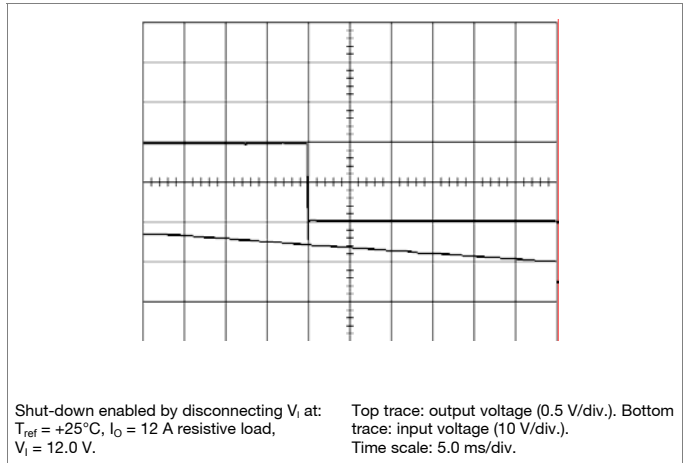 Shut-down enabled by disconnecting VI at:
Tref = +25°C, IO = 12 A resistive load,
VI = 12.0 V.
Top trace: output voltage (0.5 V/div.). Bottom
trace: input voltage (10 V/div.).
Time scale: 5.0 ms/div.